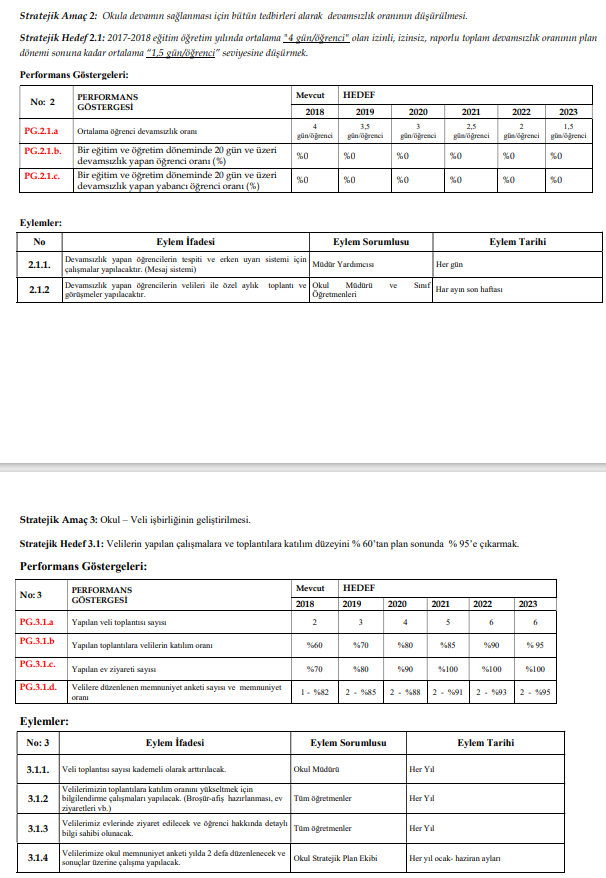 Stratejik Amaç 2: Okula devamın sağlanması için bütün tedbirleri alarak devamsızlık oranının düşürülmesi.
Stratejik Hedef 2.1: 2017-2018 eğitim öğretim yılında ortalama "4 gün/öğrenci" olan izinli, izinsiz, raporlu toplam devamsızlık oranının plan
dönemi sonuna kadar ortalama "1,5 gün/öğrenci" seviyesine düşürmek.
Performans Göstergeleri:
No: 2 PERFORMANS GÖSTERGESİ Mevcut HEDEF
2018 2019 2020 2021 2022 2023
PG.2.1.a Ortalama öğrenci devamsızlık oranı 4 gün/öğrenci 3,5 gün/öğrenci 3 gün/öğrenci 2,5 gün/öğrenci 2 gün/öğrenci 1,5 gün/öğrenci
PG.2.1.b. Bir eğitim ve öğretim döneminde 20 gün ve üzeri
devamsızlık yapan öğrenci oranı (%) %0 %0 %0 %0 %0 %0
PG.2.1.c. Bir eğitim ve öğretim döneminde 20 gün ve üzeri
devamsızlık yapan yabancı öğrenci oranı (%) %0 %0 %0 %0 %0 %0
Eylemler:
No Eylem İfadesi Eylem Sorumlusu Eylem Tarihi
2.1.1. Devamsızlık yapan öğrencilerin tespiti ve erken uyarı sistemi için
çalışmalar yapılacaktır. (Mesaj sistemi) Müdür Yardımcısı Her gün
2.1.2 Devamsızlık yapan öğrencilerin velileri ile özel aylık toplantı ve
görüşmeler yapılacaktır. Okul Müdürü ve Sınıf Öğretmenleri Har ayın son haftası
Stratejik Amaç 3: Okul – Veli işbirliğinin geliştirilmesi.
Stratejik Hedef 3.1: Velilerin yapılan çalışmalara ve toplantılara katılım düzeyini % 60'tan plan sonunda % 95'e çıkarmak.
Performans Göstergeleri:
No: 3 PERFORMANS GÖSTERGESİ Mevcut HEDEF
2018 2019 2020 2021 2022 2023
PG.3.1.a Yapılan veli toplantısı sayısı 2 3 4 5 6 6
PG.3.1.b Yapılan toplantılara velilerin katılım oranı %60 %70 %80 %85 %90 % 95
PG.3.1.c. Yapılan ev ziyareti sayısı %70 %80 %90 %100 %100 %100
PG.3.1.d. Velilere düzenlenen memnuniyet anketi sayısı ve memnuniyet
oranı 1 - %82 2 - %85 2 - %88 2 - %91 2 - %93 2 - %95
Eylemler:
No: 3 Eylem İfadesi Eylem Sorumlusu Eylem Tarihi
3.1.1. Veli toplantısı sayısı kademeli olarak arttırılacak. Okul Müdürü Her Yıl
3.1.2 Velilerimizin toplantılara katılım oranını yükseltmek için
bilgilendirme çalışmaları yapılacak. (Broşür-afiş hazırlanması, ev
ziyaretleri vb.) Tüm öğretmenler Her Yıl
3.1.3 Velilerimiz evlerinde ziyaret edilecek ve öğrenci hakkında detaylı
bilgi sahibi olunacak. Tüm öğretmenler Her Yıl
3.1.4 Velilerimize okul memnuniyet anketi yılda 2 defa düzenlenecek ve
sonuçlar üzerine çalışma yapılacak. Okul Stratejik Plan Ekibi Her yıl ocak- haziran ayları